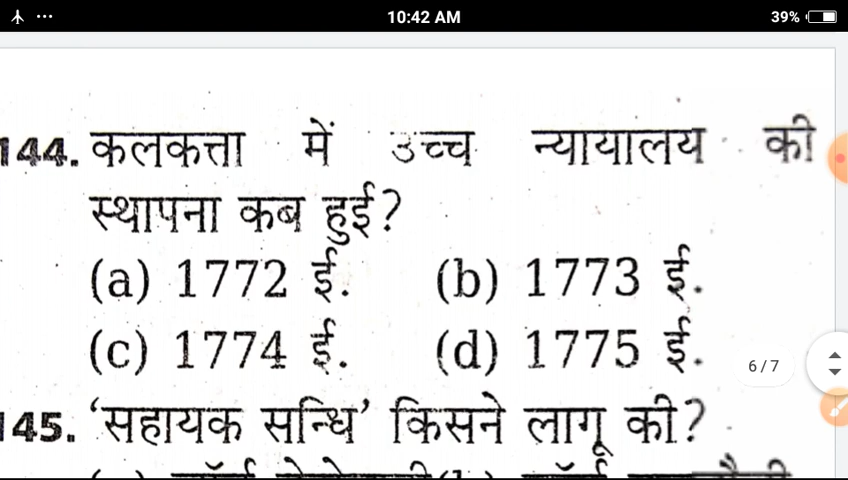 10:42 AM
39%
144. कलकत्ता में उच्च न्यायालय की
स्थापना कब हुई?
(a) 1772 ई. (b) 1773 ई.
(c) 1774 ई. (d) 1775 ई.
6/7
145. ‘सहायक सन्धि’ किसने लागू की?